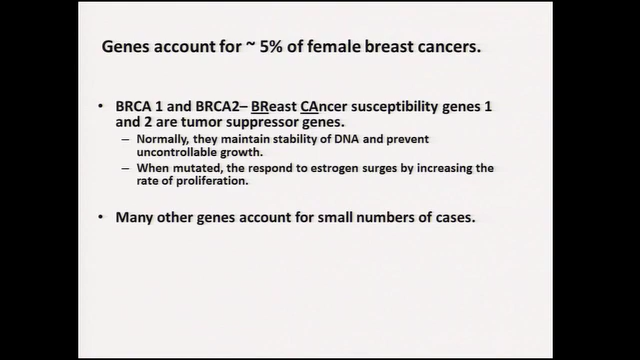 Genes account for ~ 5% of female breast cancers.
• BRCA 1 and BRCA2– BReast CAncer susceptibility genes 1
and 2 are tumor suppressor genes.
– Normally, they maintain stability of DNA and prevent
uncontrollable growth.
– When mutated, the respond to estrogen surges by increasing the
rate of proliferation.
• Many other genes account for small numbers of cases.